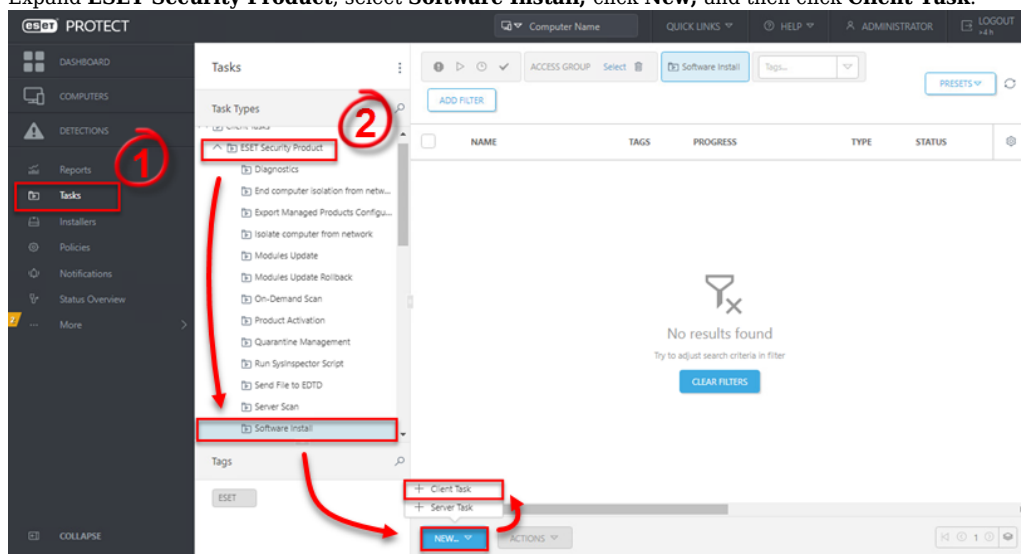 Expand ESET Security Product, select Software Install, click New, and then click Client Task.
eset PROTECT
Computer Name
QUICK LINKS
HELP
ADMINISTRATOR
LOGOUT
>4 h
DASHBOARD
COMPUTERS
DETECTIONS
Reports
Tasks
Installers
Policies
Notifications
Status Overview
More
COLLAPSE
1
Tasks
Task Types
2
Client Tasks
ESET Security Product
Diagnostics
End computer isolation from netw...
Export Managed Products Configu...
Isolate computer from network
Modules Update
Modules Update Rollback
On-Demand Scan
Product Activation
Quarantine Management
Run SysInspector Script
Send File to EDTD
Server Scan
Software Install
Tags
ESET
ACCESS GROUP Select
Software Install
Tags...
PRESETS
ADD FILTER
NAME TAGS PROGRESS TYPE STATUS
No results found
Try to adjust search criteria in filter
CLEAR FILTERS
Client Task
Server Task
NEW...
ACTIONS
1